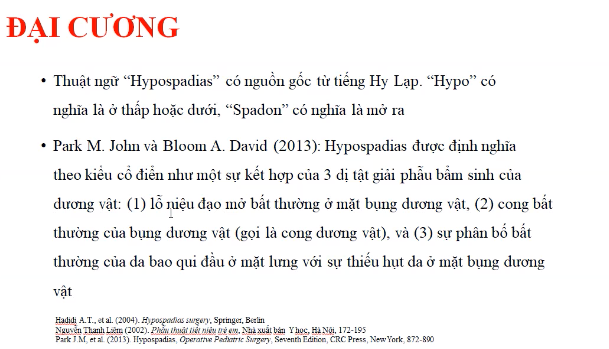 ĐẠI CƯƠNG
• Thuật ngữ “Hypospadias” có nguồn gốc từ tiếng Hy Lạp. “Hypo” có
nghĩa là ở thấp hoặc dưới, “Spadon” có nghĩa là mở ra
• Park M. John và Bloom A. David (2013): Hypospadias được định nghĩa
theo kiểu cổ điển như một sự kết hợp của 3 dị tật giải phẫu bẩm sinh của
dương vật: (1) lỗ niệu đạo mở bất thường ở mặt bụng dương vật, (2) cong bất
thường của bụng dương vật (gọi là cong dương vật), và (3) sự phân bố bất
thường của da bao qui đầu ở mặt lưng với sự thiếu hụt da ở mặt bụng dương
vật
Hadidi A.T., et al. (2004). Hypospadias surgery, Springer, Berlin
Nguyễn Thanh Liêm (2002). Phẫu thuật tiết niệu trẻ em, Nhà xuất bản Y học, Hà Nội, 172-195
Park J.M, et al. (2013). Hypospadias, Operative Pediatric Surgery, Seventh Edition, CRC Press, New York, 872-890